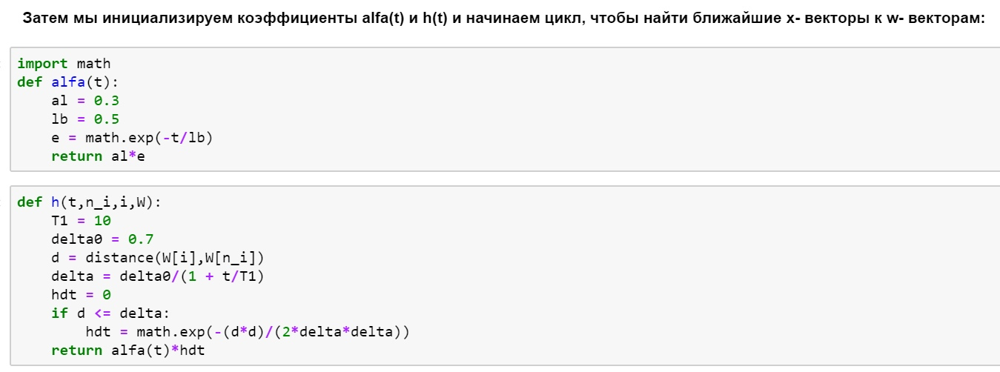 Затем мы инициализируем коэффициенты alfa(t) и h(t) и начинаем цикл, чтобы найти ближайшие x- векторы к w- векторам:
import math
def alfa(t):
    al = 0.3
    lb = 0.5
    e = math.exp(-t/lb)
    return al*e
def h(t,n_i,i,W):
    T1 = 10
    delta0 = 0.7
    d = distance(W[i],W[n_i])
    delta = delta0/(1 + t/T1)
    hdt = 0
    if d <= delta:
        hdt = math.exp(-(d*d)/(2*delta*delta))
    return alfa(t)*hdt